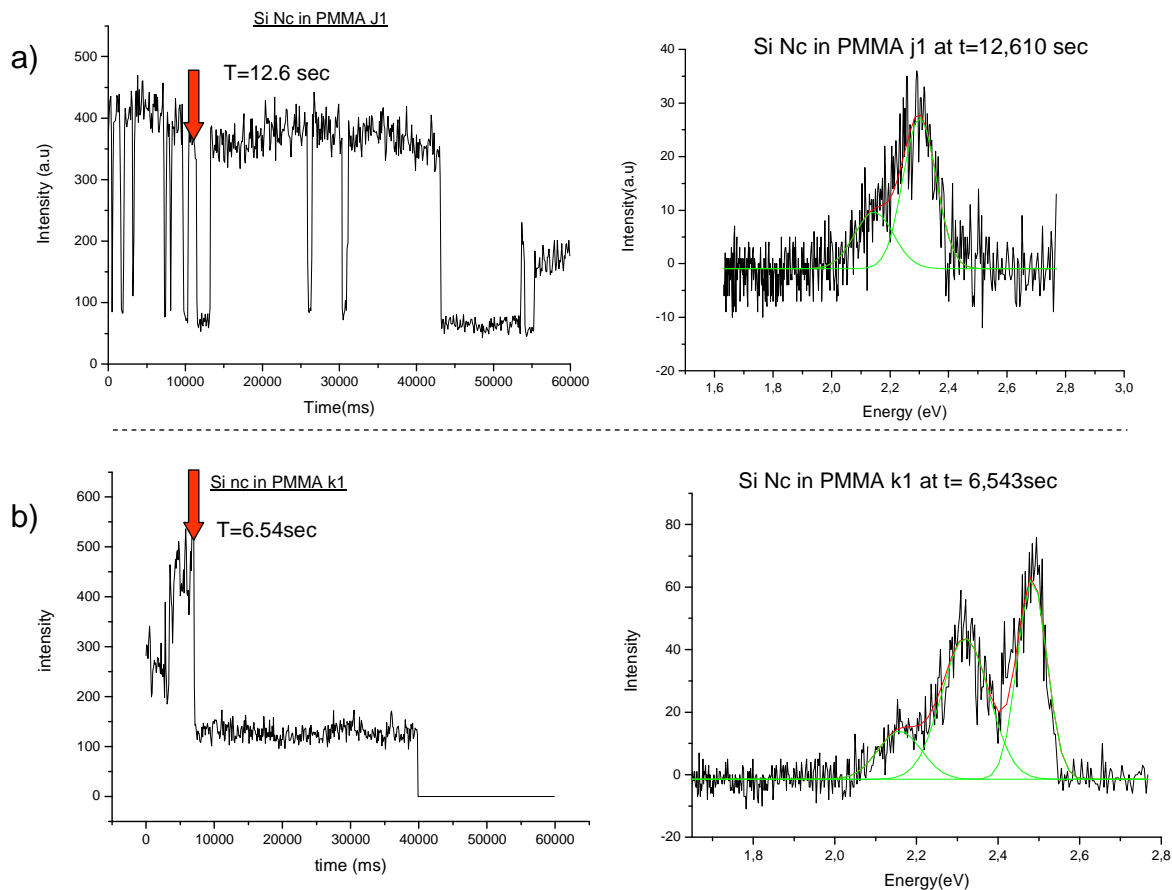 a)
Si Nc in PMMA J1
T=12.6 sec
Intensity (a.u)
500
400
300
200
100
0
0 10000 20000 30000 40000 50000 60000
Time(ms)
Si Nc in PMMA j1 at t=12,610 sec
Intensity(a.u)
40
30
20
10
0
-10
-20
1,6 2,0 2,2 2,4 2,6 2,8 3,0
Energy (eV)
b)
Si nc in PMMA k1
T=6.54sec
intensity
600
500
400
300
200
100
0
0 10000 20000 30000 40000 50000 60000
time (ms)
Si Nc in PMMA k1 at t= 6,543sec
Intensity
80
60
40
20
0
-20
1,8 2,0 2,2 2,4 2,6 2,8
Energy(eV)